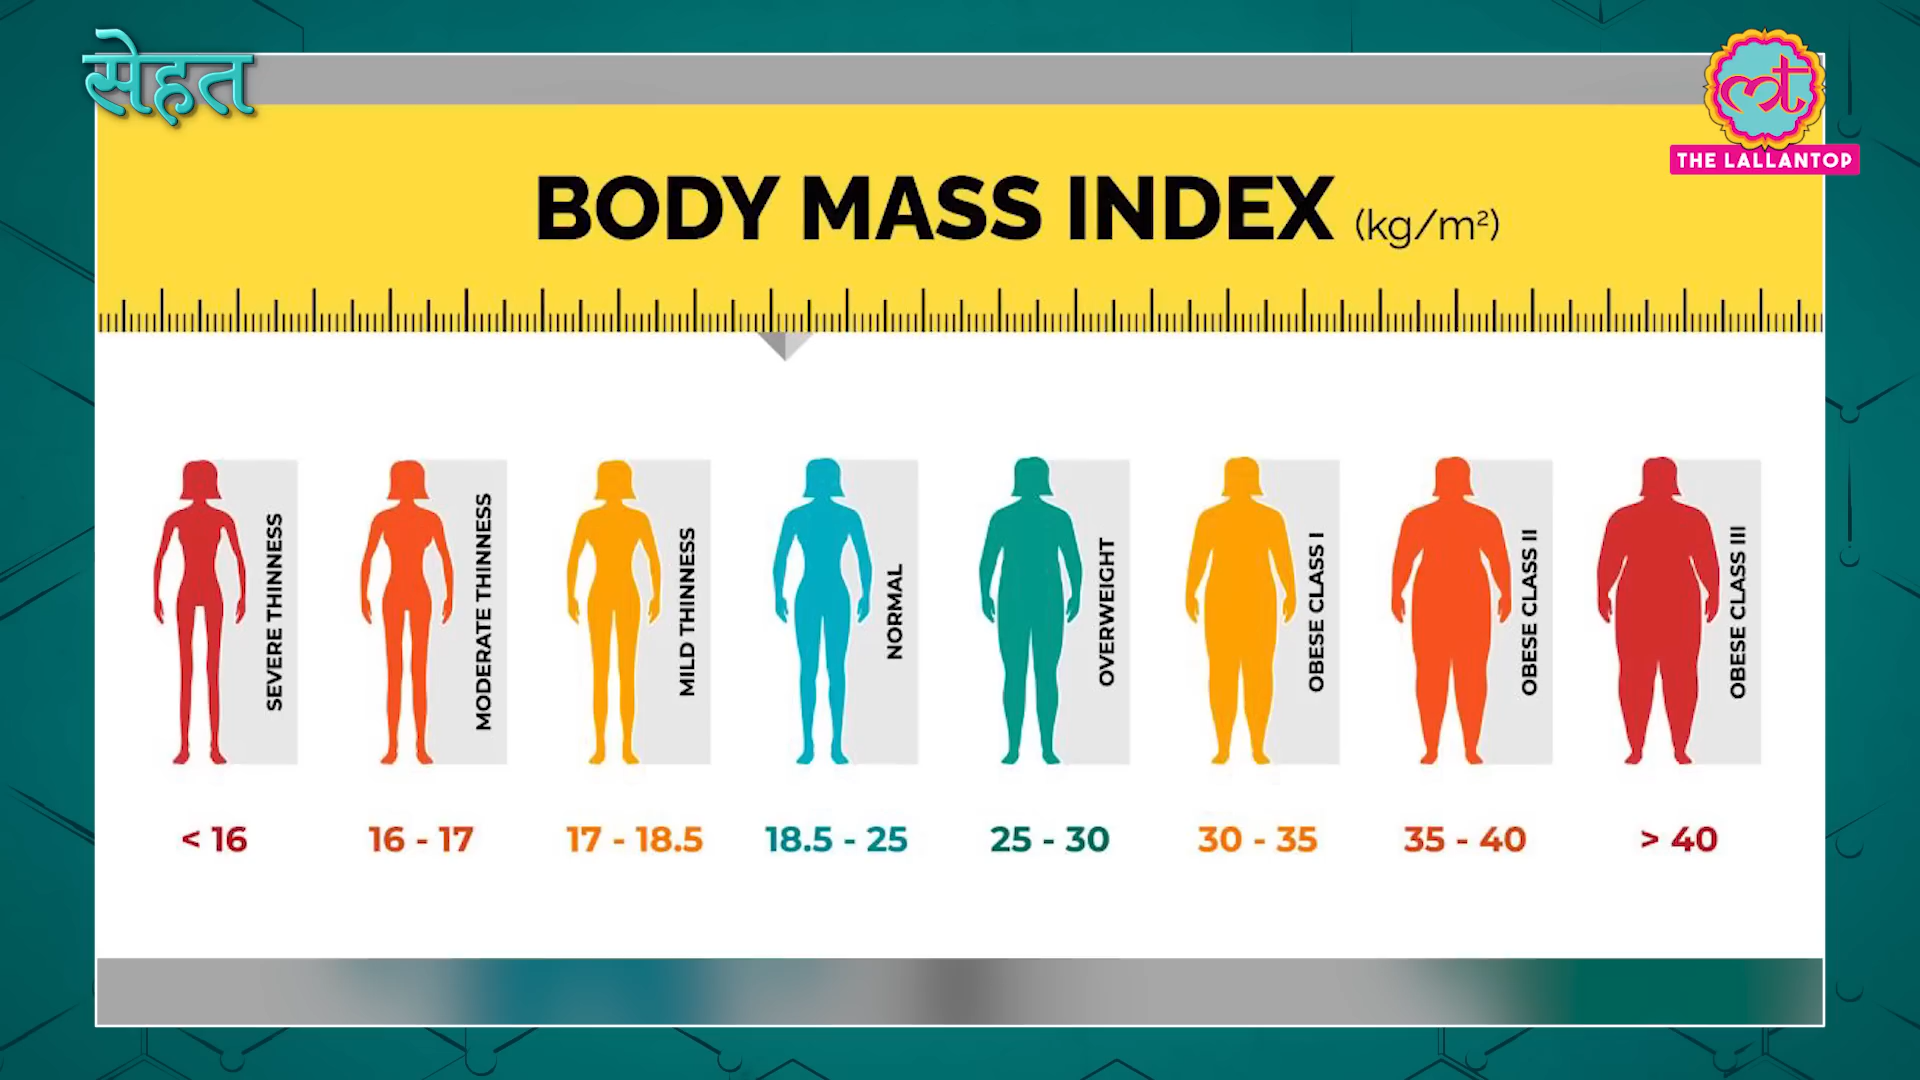 सेहत
THE LALLANTOP
BODY MASS INDEX (kg/m²)
SEVERE THINNESS
MODERATE THINNESS
MILD THINNESS
NORMAL
OVERWEIGHT
OBESE CLASS I
OBESE CLASS II
OBESE CLASS III
< 16
16 - 17
17 - 18.5
18.5 - 25
25 - 30
30 - 35
35 - 40
> 40